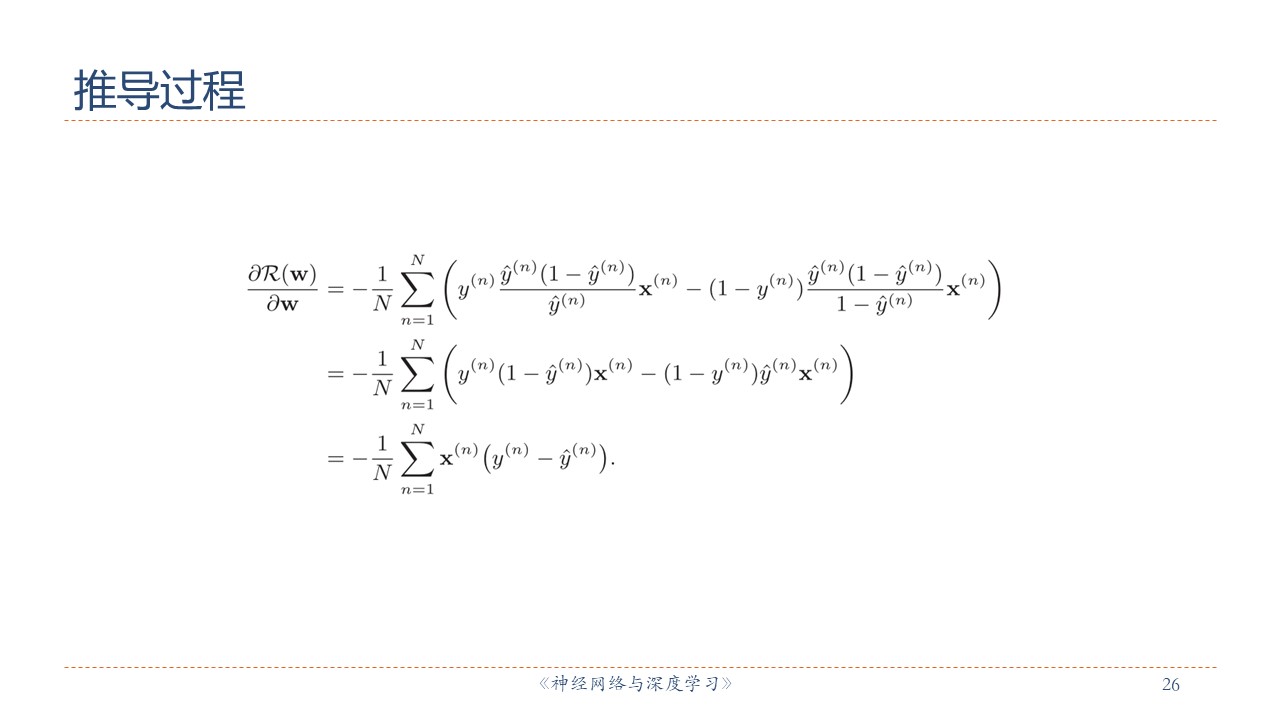 推导过程
$\frac{\partial \mathcal{R}(\mathbf{w})}{\partial \mathbf{w}} = -\frac{1}{N} \sum_{n=1}^{N} \left( y^{(n)} \frac{\hat{y}^{(n)}(1 - \hat{y}^{(n)})}{\hat{y}^{(n)}} \mathbf{x}^{(n)} - (1 - y^{(n)}) \frac{\hat{y}^{(n)}(1 - \hat{y}^{(n)})}{1 - \hat{y}^{(n)}} \mathbf{x}^{(n)} \right)$
$= -\frac{1}{N} \sum_{n=1}^{N} \left( y^{(n)}(1 - \hat{y}^{(n)})\mathbf{x}^{(n)} - (1 - y^{(n)})\hat{y}^{(n)}\mathbf{x}^{(n)} \right)$
$= -\frac{1}{N} \sum_{n=1}^{N} \mathbf{x}^{(n)} \left( y^{(n)} - \hat{y}^{(n)} \right).$
《神经网络与深度学习》
26